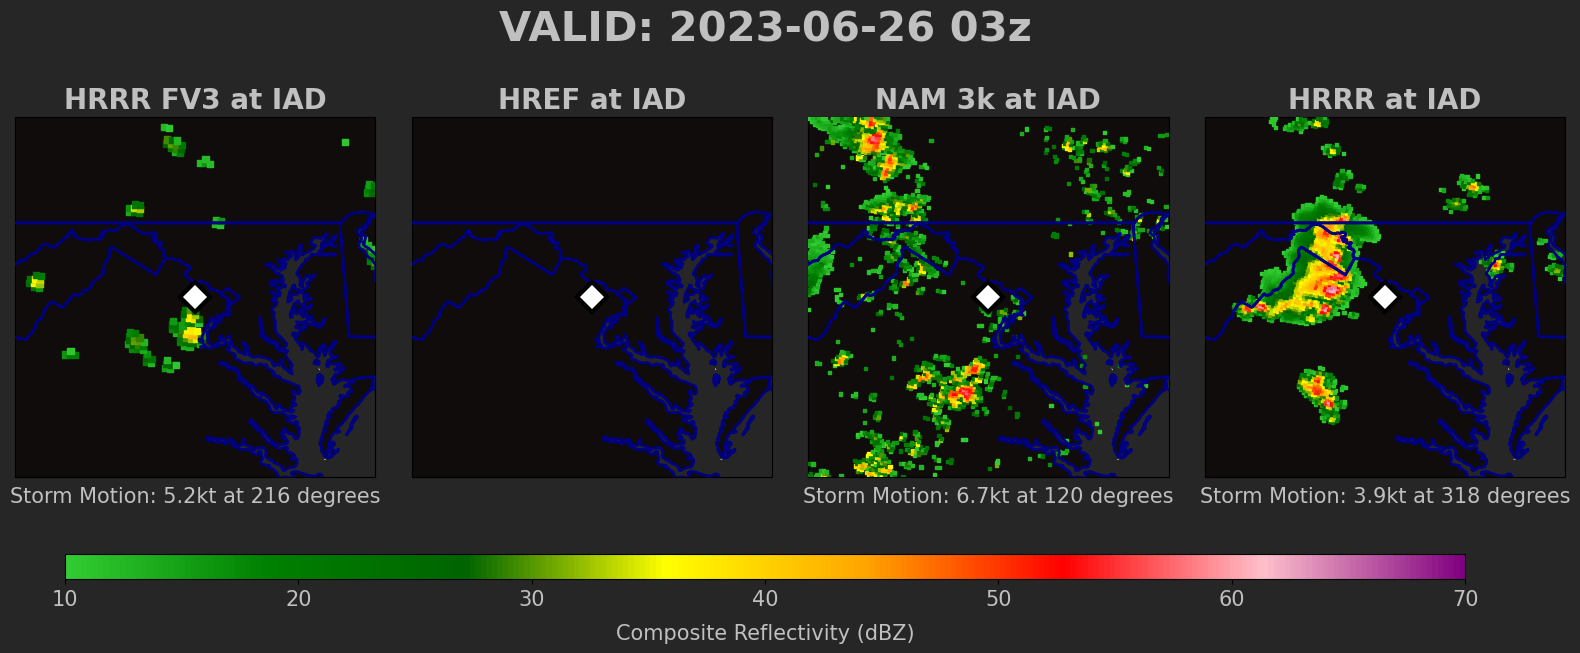 VALID: 2023-06-26 03z
HRRR FV3 at IAD
HREF at IAD
NAM 3k at IAD
HRRR at IAD
Storm Motion: 5.2kt at 216 degrees
Storm Motion: 6.7kt at 120 degrees
Storm Motion: 3.9kt at 318 degrees
10 20 30 40 50 60 70
Composite Reflectivity (dBZ)